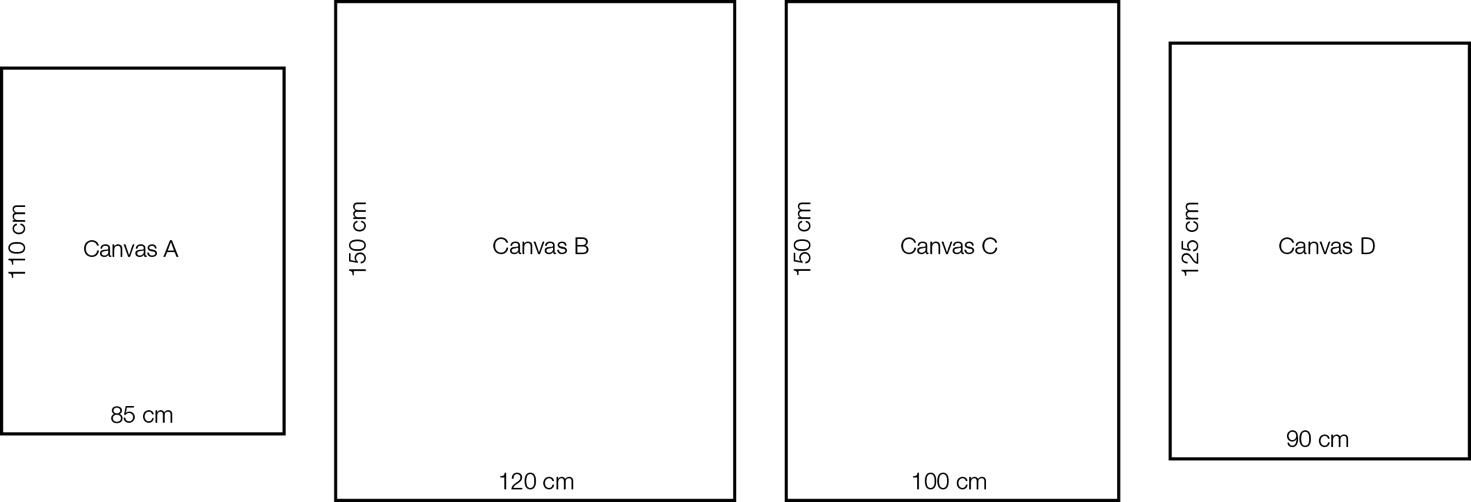 110 cm
Canvas A
85 cm
150 cm
Canvas B
120 cm
150 cm
Canvas C
100 cm
125 cm
Canvas D
90 cm